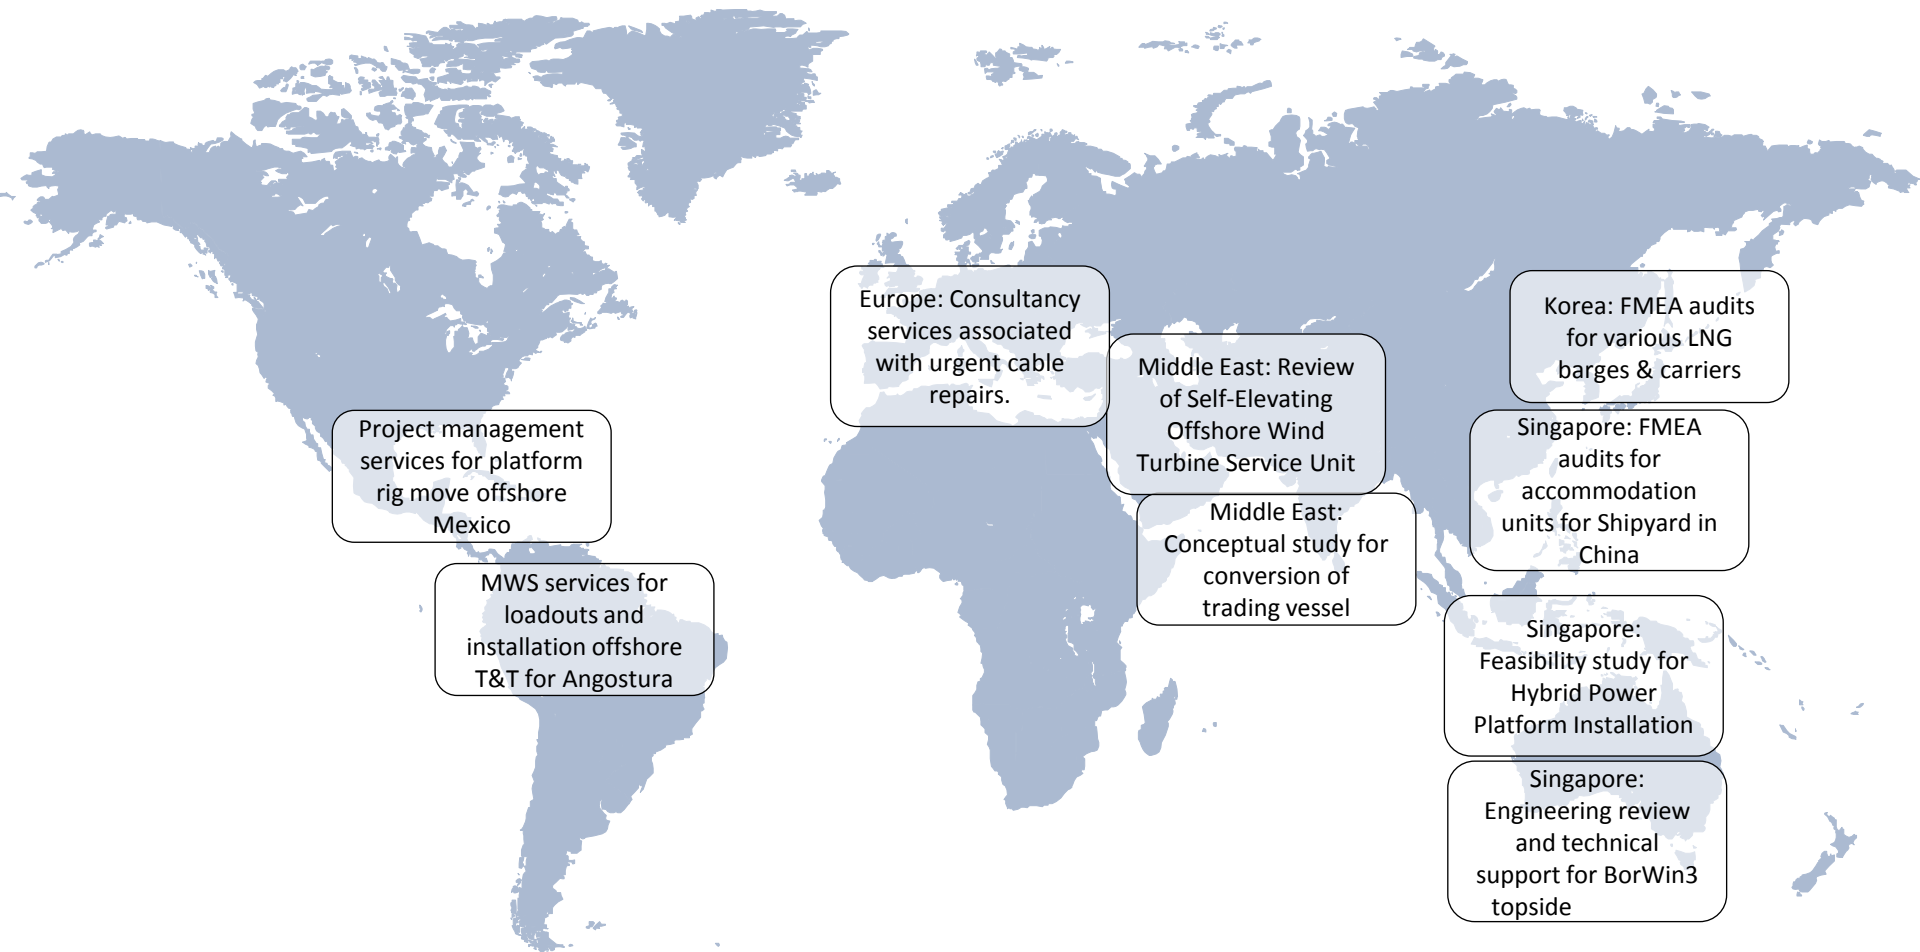 Europe: Consultancy
services associated
with urgent cable
repairs.
Middle East: Review
of Self-Elevating
Offshore Wind
Turbine Service Unit
Middle East:
Conceptual study for
conversion of
trading vessel
Korea: FMEA audits
for various LNG
barges & carriers
Singapore: FMEA
audits for
accommodation
units for Shipyard in
China
Singapore:
Feasibility study for
Hybrid Power
Platform Installation
Singapore:
Engineering review
and technical
support for BorWin3
topside
Project management
services for platform
rig move offshore
Mexico
MWS services for
loadouts and
installation offshore
T&T for Angostura